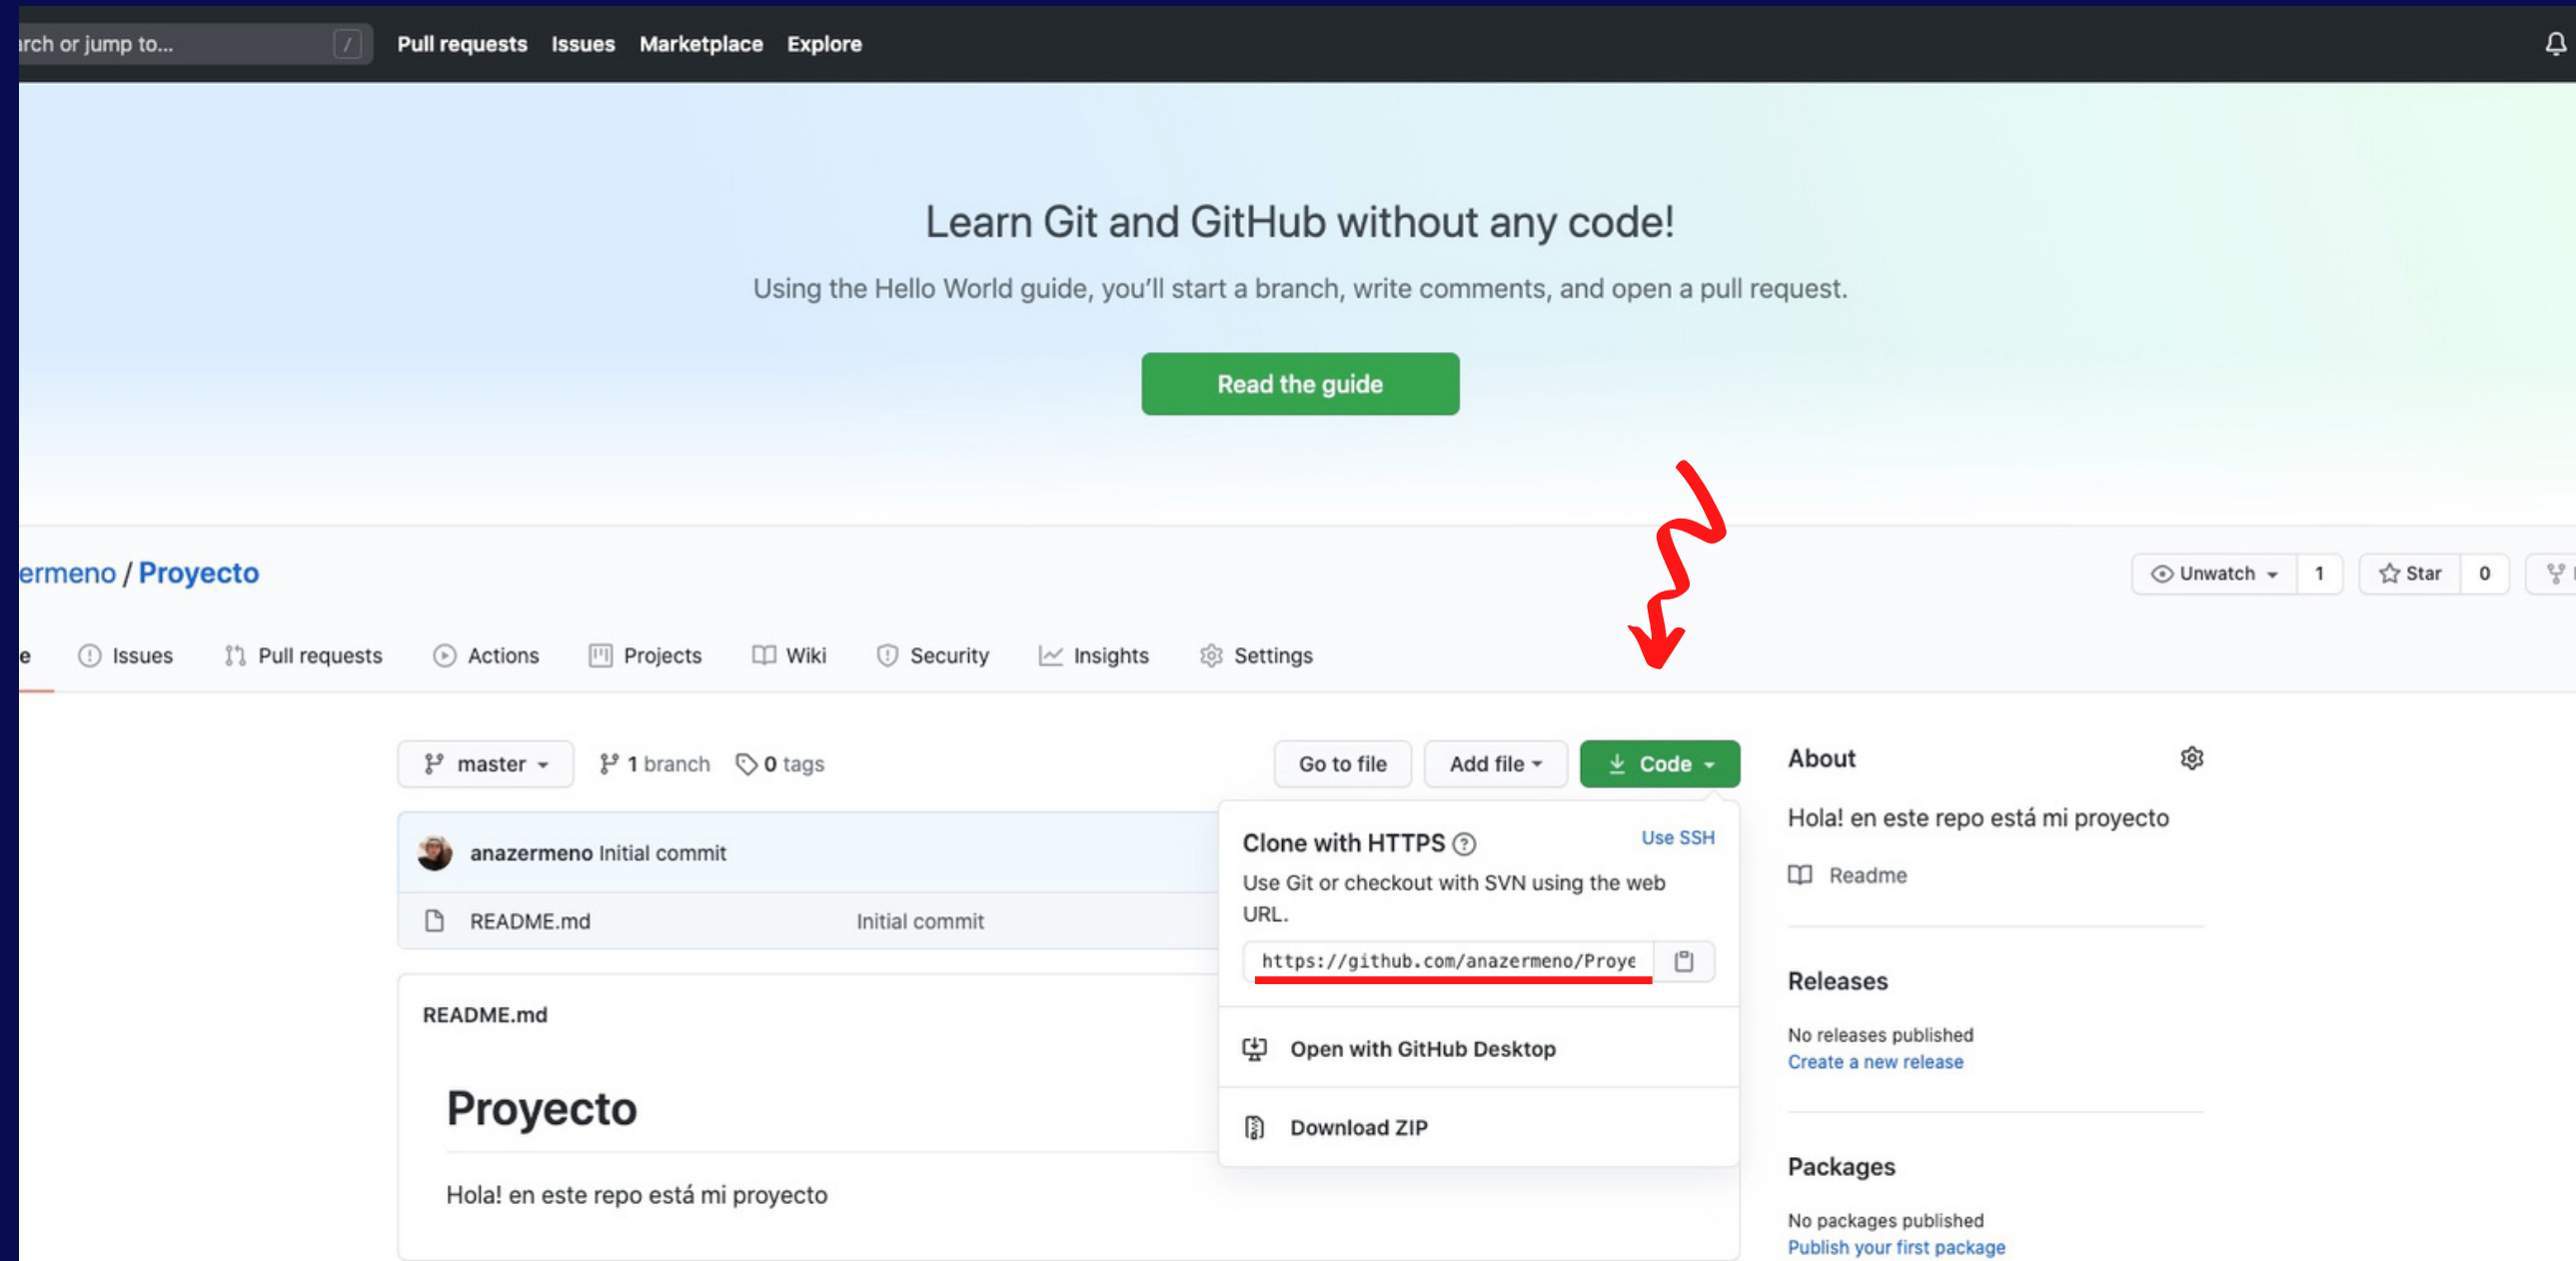 arch or jump to... /
Pull requests Issues Marketplace Explore
Learn Git and GitHub without any code!
Using the Hello World guide, you'll start a branch, write comments, and open a pull request.
Read the guide
ermeno / Proyecto
Unwatch 1 Star 0
e Issues Pull requests Actions Projects Wiki Security Insights Settings
master 1 branch 0 tags
Go to file Add file Code
anazermeno Initial commit
README.md Initial commit
Clone with HTTPS ? Use SSH
Use Git or checkout with SVN using the web
URL.
https://github.com/anazermeno/Proye
Open with GitHub Desktop
Download ZIP
README.md
Proyecto
Hola! en este repo está mi proyecto
About
Hola! en este repo está mi proyecto
Readme
Releases
No releases published
Create a new release
Packages
No packages published
Publish your first package